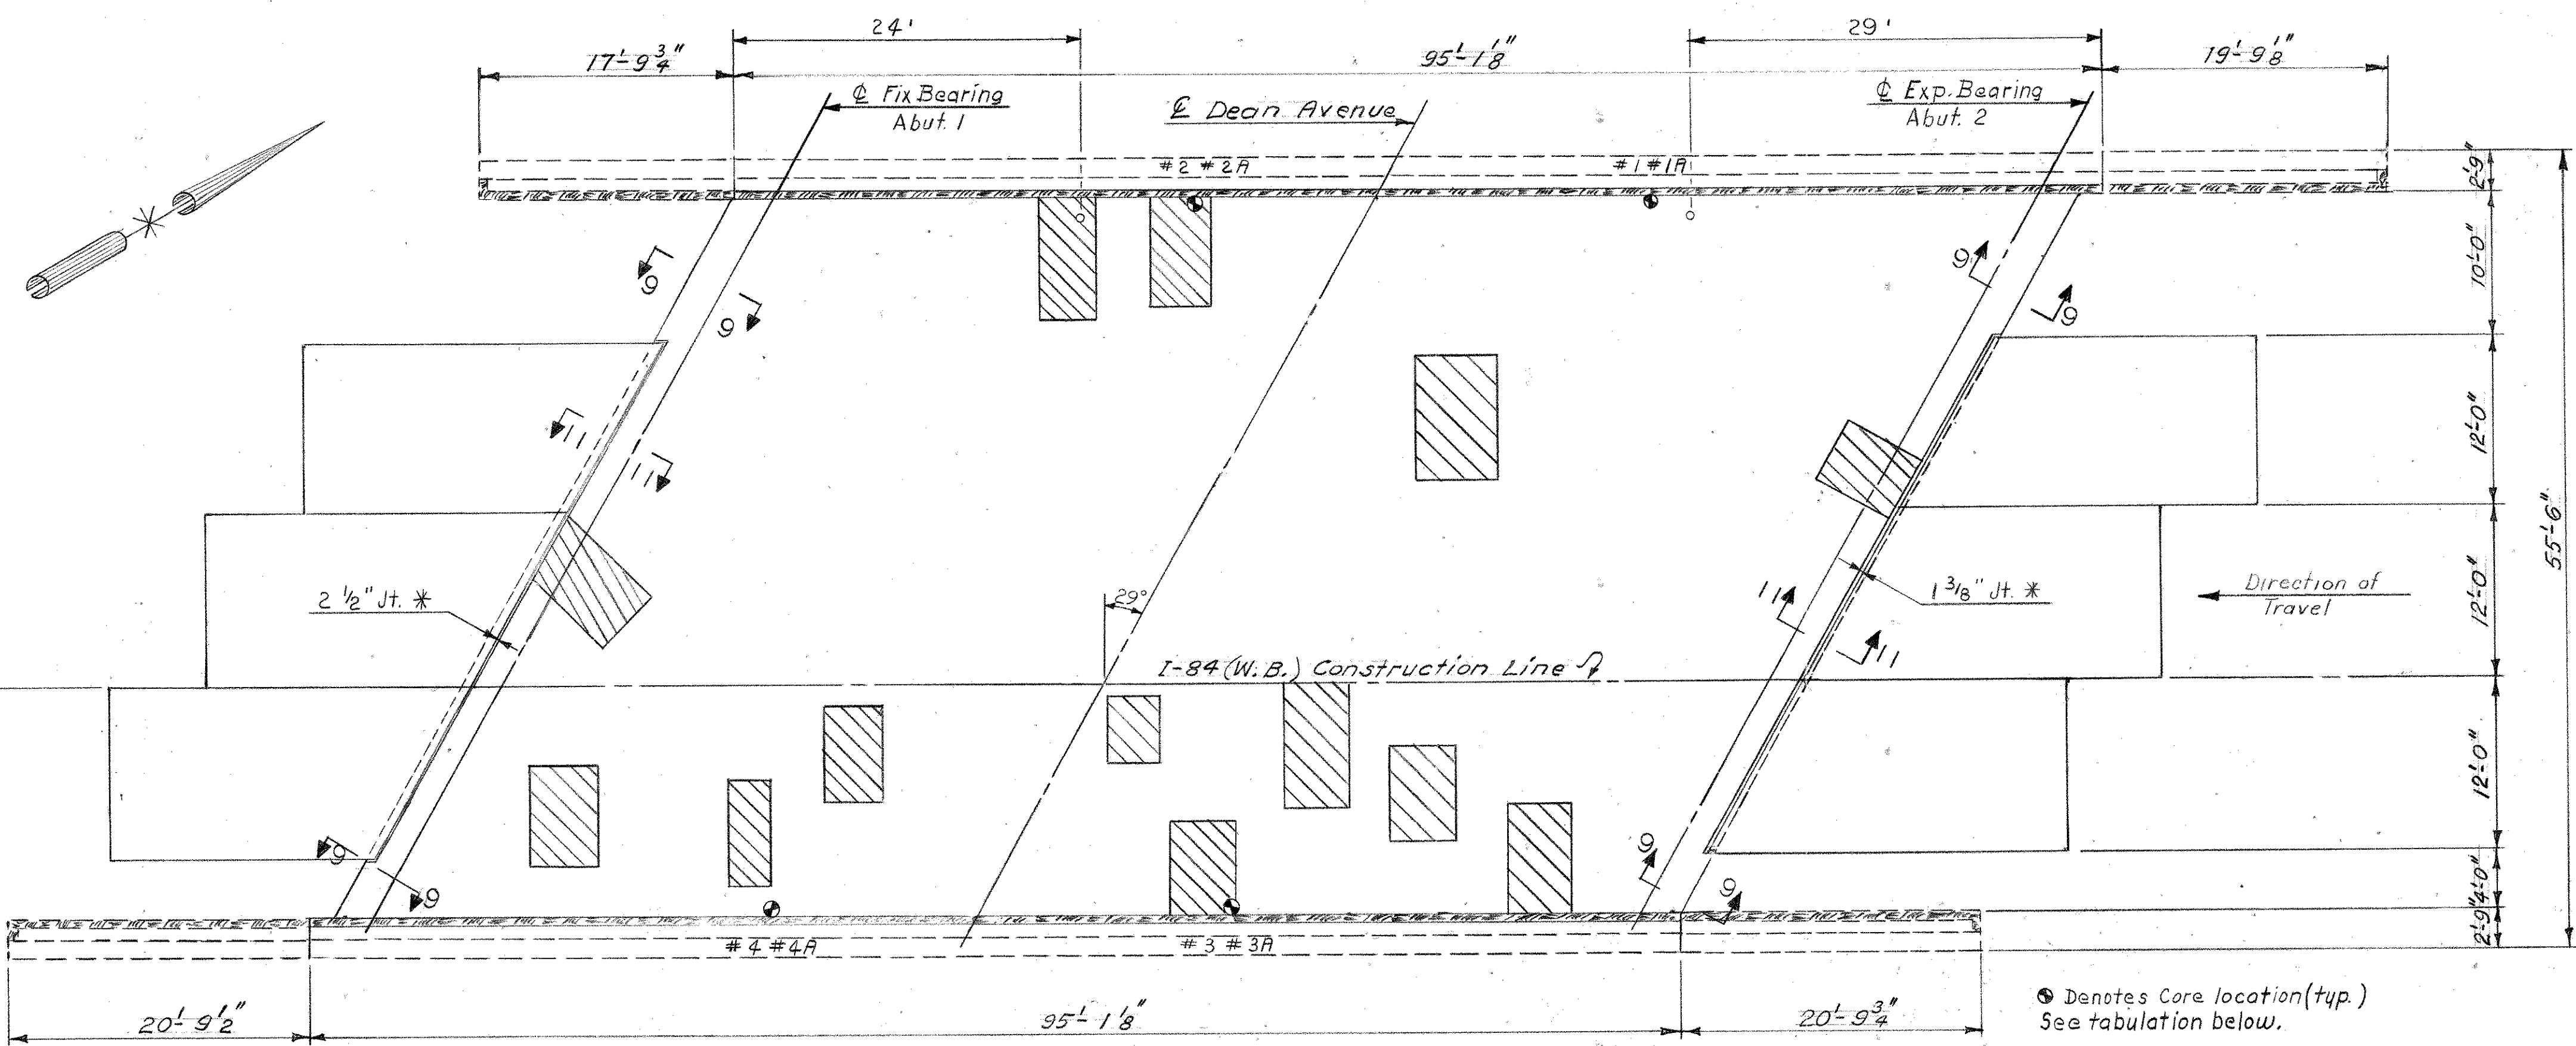 24'
29'
17'-9 3/4"
95'-1 1/8"
19'-9 1/8"
℄ Fix Bearing
Abut. 1
℄ Dean Avenue
℄ Exp. Bearing
Abut. 2
#2 #2A
#1 #1A
2'-9"
9
9
9
9
10'-0"
11
11
12'-0"
55'-6"
2 1/2" Jt. *
29°
11
1 3/8" Jt. *
Direction of
Travel
12'-0"
11
I-84 (W.B.) Construction Line
12'-0"
9
9
9
9
4'-0"
2'-9"
#4 #4A
#3 #3A
20'-9 1/2"
95'-1 1/8"
20'-9 3/4"
Denotes Core location (typ.)
See tabulation below.